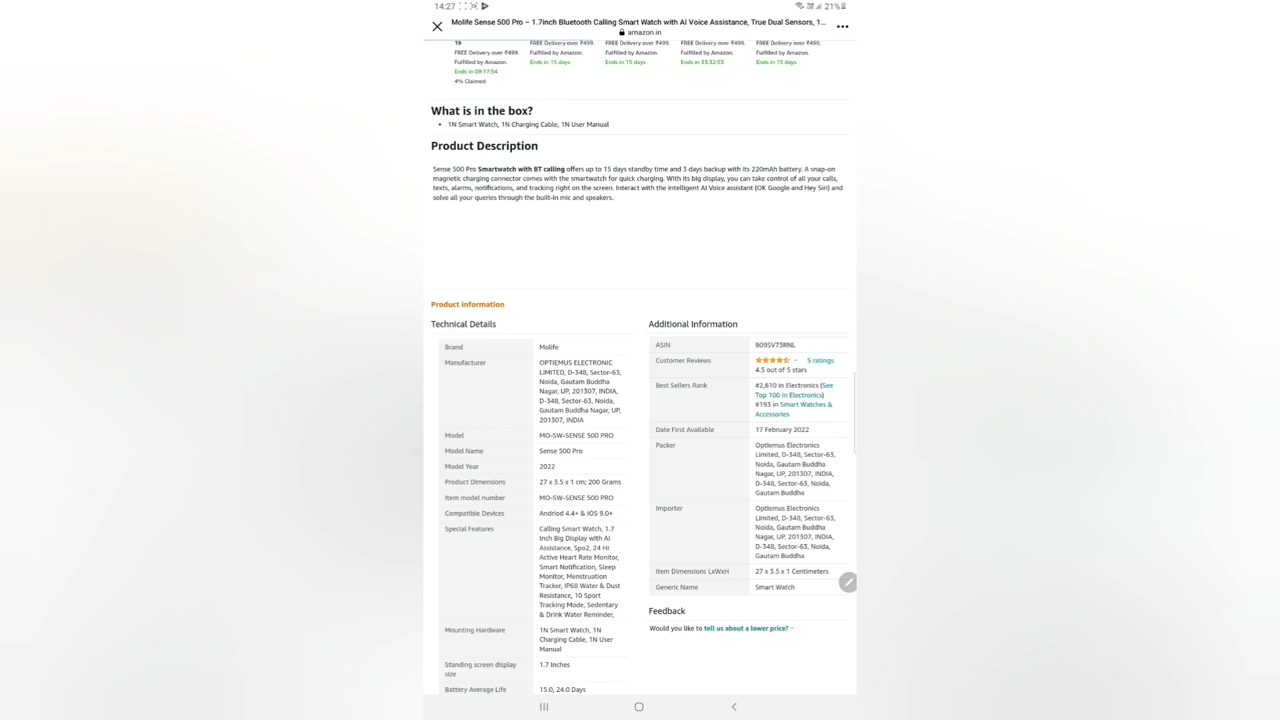 14:27
21%
Molife Sense 500 Pro – 1.7inch Bluetooth Calling Smart Watch with AI Voice Assistance, True Dual Sensors, 1...
amazon.in
19
FREE Delivery over ₹499.
Fulfilled by Amazon.
Ends in 09:17:54
4% Claimed
FREE Delivery over ₹499.
Fulfilled by Amazon.
Ends in 15 days
FREE Delivery over ₹499.
Fulfilled by Amazon.
Ends in 15 days
FREE Delivery over ₹499.
Fulfilled by Amazon.
Ends in 33:52:53
FREE Delivery over ₹499.
Fulfilled by Amazon.
Ends in 15 days
What is in the box?
• 1N Smart Watch, 1N Charging Cable, 1N User Manual
Product Description
Sense 500 Pro Smartwatch with BT calling offers up to 15 days standby time and 3 days backup with its 220mAh battery. A snap-on
magnetic charging connector comes with the smartwatch for quick charging. With its big display, you can take control of all your calls,
texts, alarms, notifications, and tracking right on the screen. Interact with the intelligent AI Voice assistant (OK Google and Hey Siri) and
solve all your queries through the built-in mic and speakers.
Product information
Technical Details
Brand Molife
Manufacturer OPTIEMUS ELECTRONIC
LIMITED, D-348, Sector-63,
Noida, Gautam Buddha
Nagar, UP, 201307, INDIA,
D-348, Sector-63, Noida,
Gautam Buddha Nagar, UP,
201307, INDIA
Model MO-SW-SENSE 500 PRO
Model Name Sense 500 Pro
Model Year 2022
Product Dimensions 27 x 3.5 x 1 cm; 200 Grams
Item model number MO-SW-SENSE 500 PRO
Compatible Devices Andriod 4.4+ & iOS 9.0+
Special Features Calling Smart Watch, 1.7
Inch Big Display with AI
Assistance, Spo2, 24 Hr
Active Heart Rate Monitor,
Smart Notification, Sleep
Monitor, Menstruation
Tracker, IP68 Water & Dust
Resistance, 10 Sport
Tracking Mode, Sedentary
& Drink Water Reminder,
Mounting Hardware 1N Smart Watch, 1N
Charging Cable, 1N User
Manual
Standing screen display
size 1.7 Inches
Battery Average Life 15.0, 24.0 Days
Additional Information
ASIN B09SV73RNL
Customer Reviews 5 ratings
4.5 out of 5 stars
Best Sellers Rank #2,610 in Electronics (See
Top 100 in Electronics)
#193 in Smart Watches &
Accessories
Date First Available 17 February 2022
Packer Optiemus Electronics
Limited, D-348, Sector-63,
Noida, Gautam Buddha
Nagar, UP, 201307, INDIA,
D-348, Sector-63, Noida,
Gautam Buddha
Importer Optiemus Electronics
Limited, D-348, Sector-63,
Noida, Gautam Buddha
Nagar, UP, 201307, INDIA,
D-348, Sector-63, Noida,
Gautam Buddha
Item Dimensions LxWxH 27 x 3.5 x 1 Centimeters
Generic Name Smart Watch
Feedback
Would you like to tell us about a lower price?